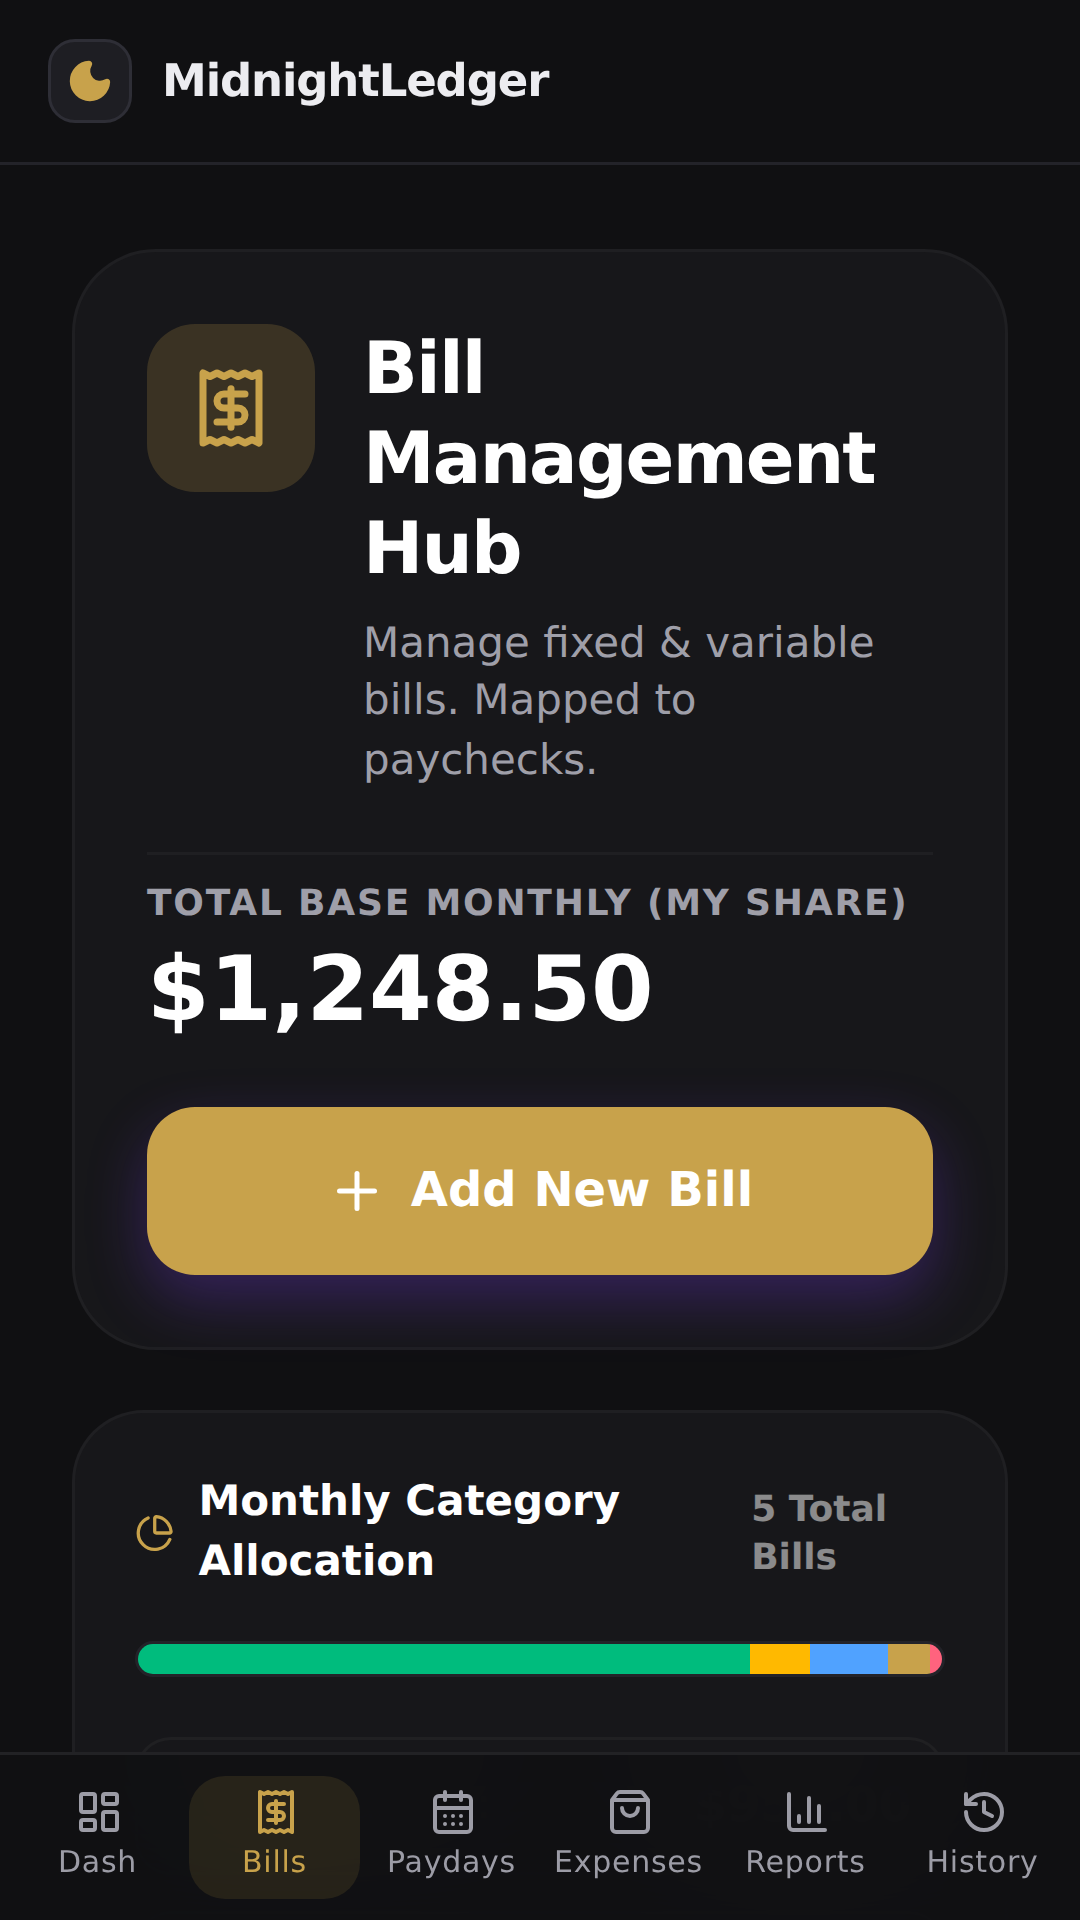 MidnightLedger
Bill
Management
Hub
Manage fixed & variable
bills. Mapped to
paychecks.
TOTAL BASE MONTHLY (MY SHARE)
$1,248.50
Add New Bill
Monthly Category
Allocation
5 Total
Bills
Dash
Bills
Paydays
Expenses
Reports
History